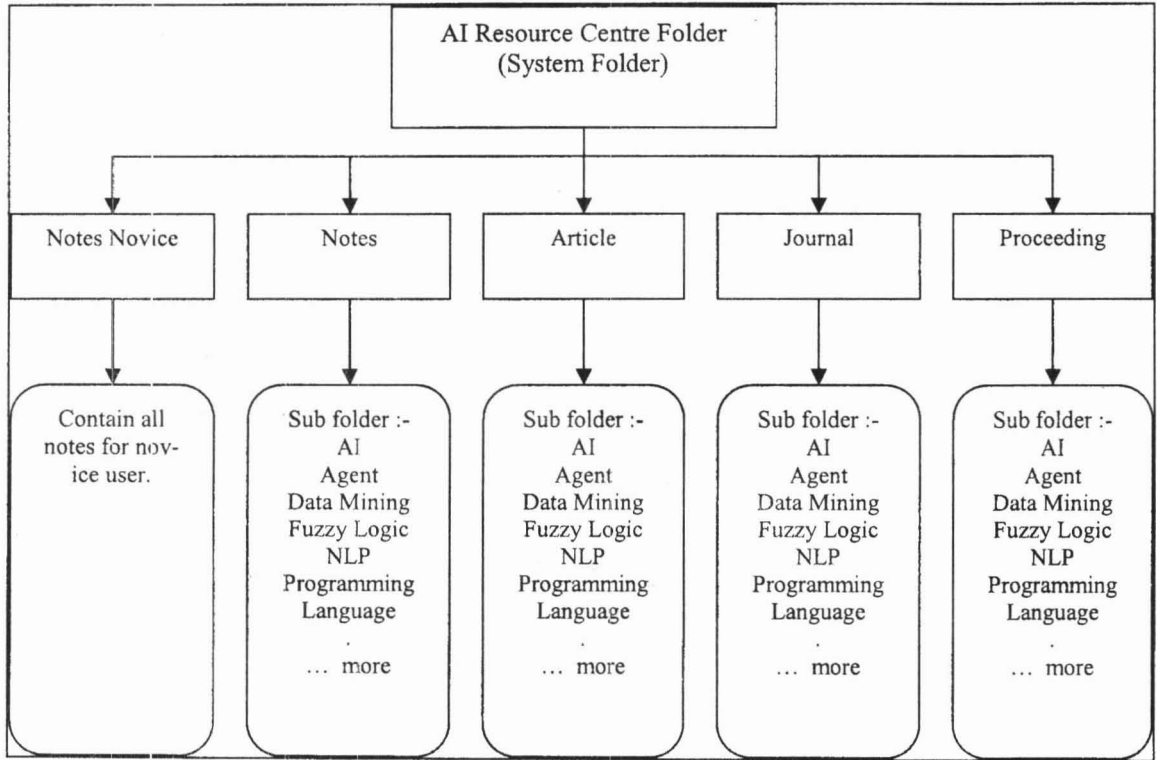 AI Resource Centre Folder
(System Folder)
Notes Novice
Notes
Article
Journal
Proceeding
Contain all
notes for nov-
ice user.
Sub folder :-
AI
Agent
Data Mining
Fuzzy Logic
NLP
Programming
Language
.
... more
Sub folder :-
AI
Agent
Data Mining
Fuzzy Logic
NLP
Programming
Language
.
... more
Sub folder :-
AI
Agent
Data Mining
Fuzzy Logic
NLP
Programming
Language
.
... more
Sub folder :-
AI
Agent
Data Mining
Fuzzy Logic
NLP
Programming
Language
.
... more